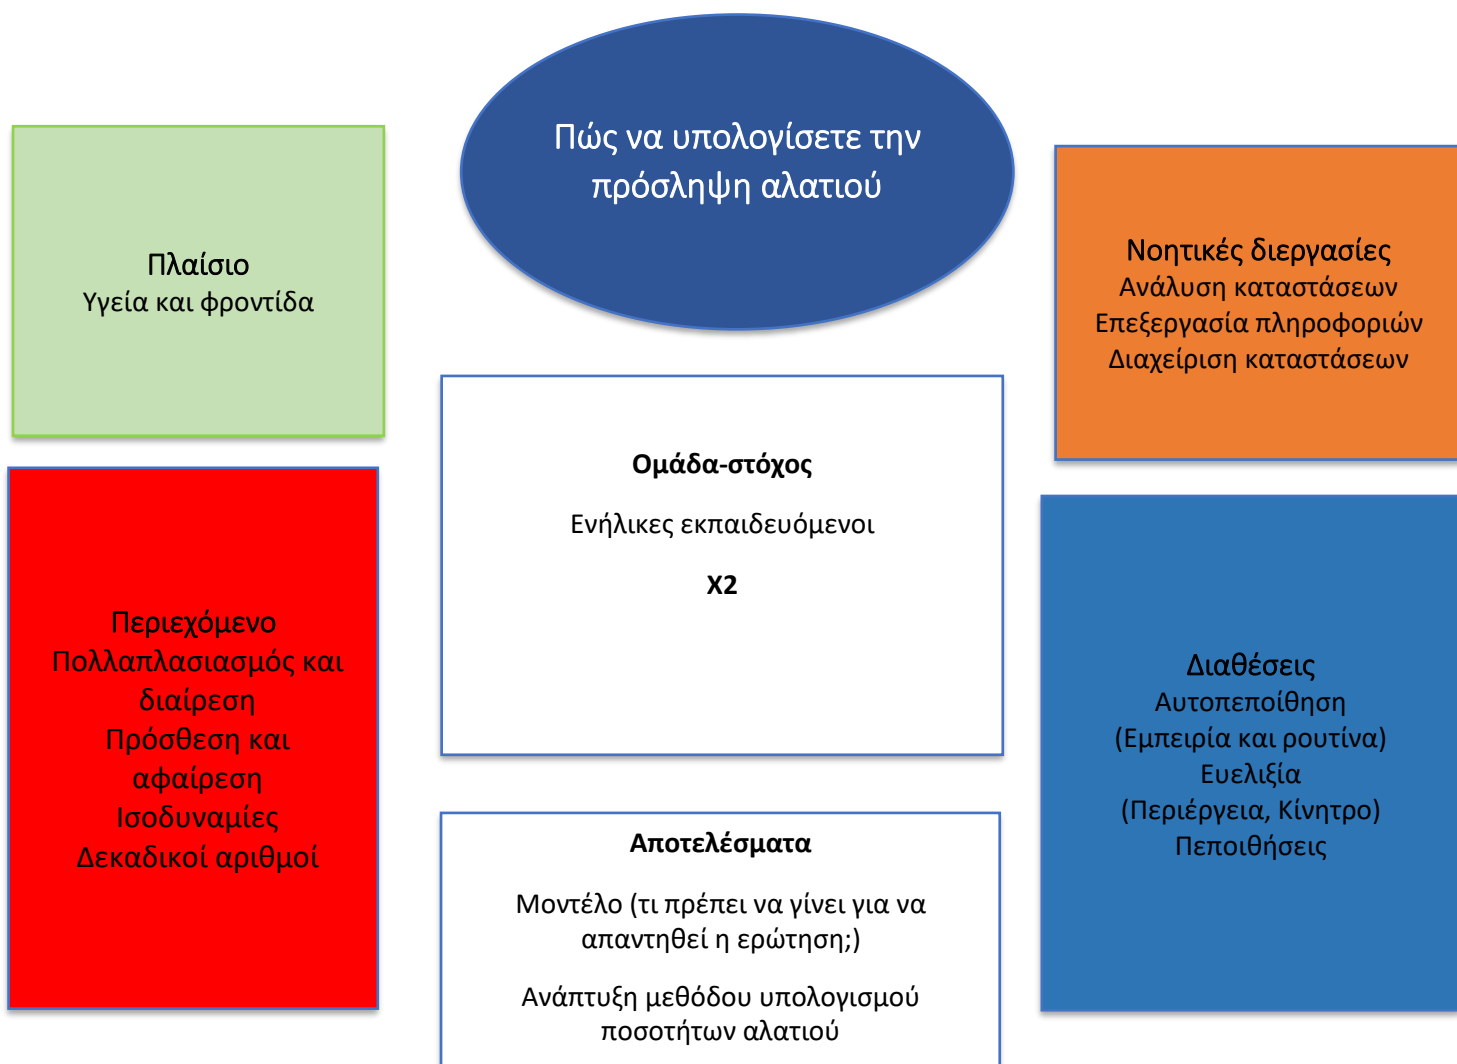 Πώς να υπολογίσετε την
πρόσληψη αλατιού
Πλαίσιο
Υγεία και φροντίδα
Νοητικές διεργασίες
Ανάλυση καταστάσεων
Επεξεργασία πληροφοριών
Διαχείριση καταστάσεων
Ομάδα-στόχος
Ενήλικες εκπαιδευόμενοι
X2
Περιεχόμενο
Πολλαπλασιασμός και
διαίρεση
Πρόσθεση και
αφαίρεση
Ισοδυναμίες
Δεκαδικοί αριθμοί
Διαθέσεις
Αυτοπεποίθηση
(Εμπειρία και ρουτίνα)
Ευελιξία
(Περιέργεια, Κίνητρο)
Πεποιθήσεις
Αποτελέσματα
Μοντέλο (τι πρέπει να γίνει για να
απαντηθεί η ερώτηση;)
Ανάπτυξη μεθόδου υπολογισμού
ποσοτήτων αλατιού